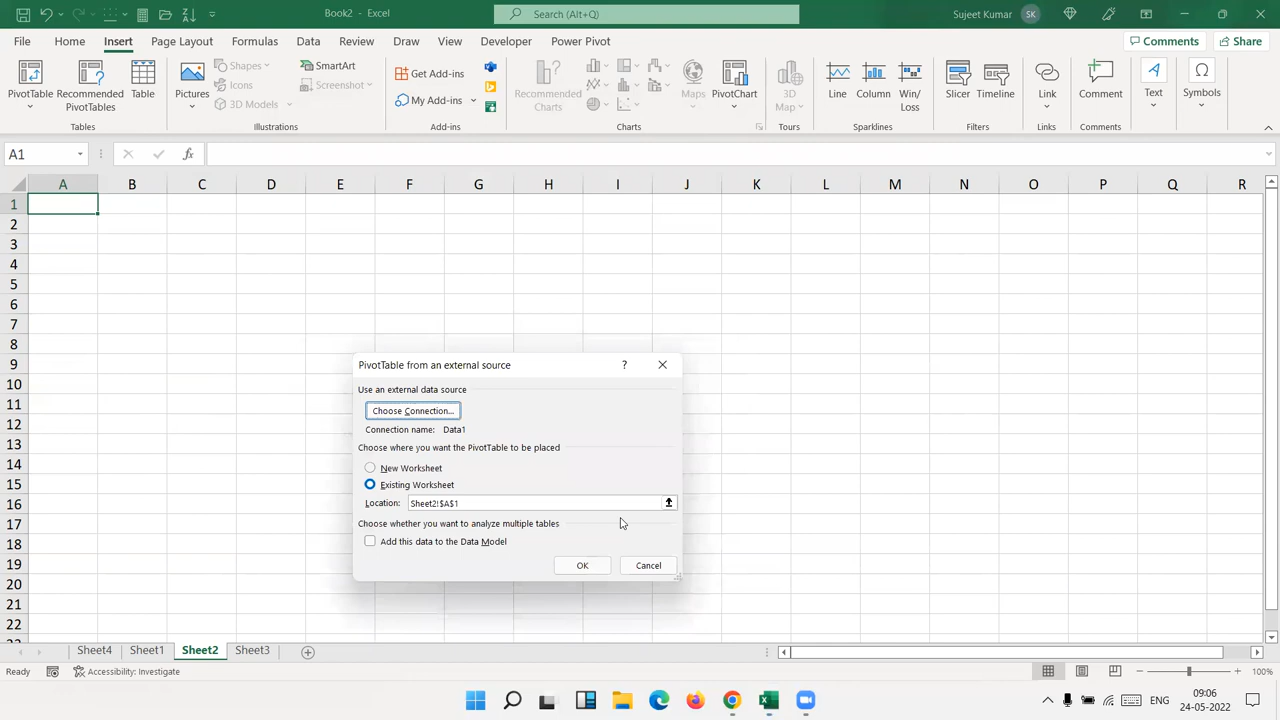 Book2 - Excel
Search (Alt+Q)
Sujeet Kumar
SK
File
Home
Insert
Page Layout
Formulas
Data
Review
View
Draw
Developer
Power Pivot
Comments
Share
PivotTable
Recommended PivotTables
Table
Tables
Pictures
Shapes
Icons
3D Models
SmartArt
Screenshot
Illustrations
Get Add-ins
My Add-ins
Add-ins
Recommended Charts
Maps
PivotChart
Charts
3D Map
Tours
Line
Column
Win/ Loss
Sparklines
Slicer
Timeline
Filters
Link
Links
Comment
Comments
Text
Symbols
A1
fx
A B C D E F G H I J K L M N O P Q R
1
2
3
4
5
6
7
8
9
10
11
12
13
14
15
16
17
18
19
20
21
22
PivotTable from an external source
?
Use an external data source
Choose Connection...
Connection name: Data1
Choose where you want the PivotTable to be placed
New Worksheet
Existing Worksheet
Location: Sheet2!$A$1
Choose whether you want to analyze multiple tables
Add this data to the Data Model
OK
Cancel
Sheet4
Sheet1
Sheet2
Sheet3
Ready
Accessibility: Investigate
100%
ENG
09:06
24-05-2022